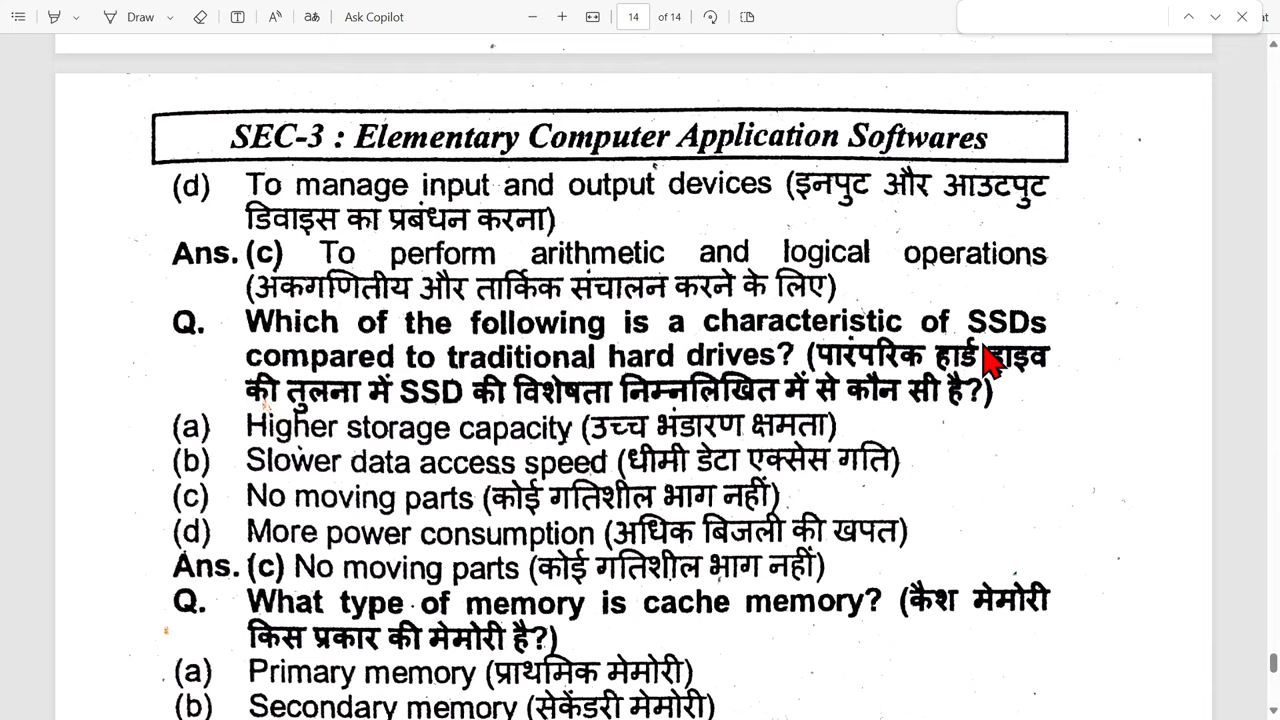 Draw
Ask Copilot
14 of 14
SEC-3 : Elementary Computer Application Softwares
(d) To manage input and output devices (इनपुट और आउटपुट
डिवाइस का प्रबंधन करना)
Ans. (c) To perform arithmetic and logical operations
(अकगणितीय और तार्किक संचालन करने के लिए)
Q. Which of the following is a characteristic of SSDs
compared to traditional hard drives? (पारंपरिक हार्ड
की तुलना में SSD की विशेषता निम्नलिखित में से कौन सी है?)
(a) Higher storage capacity (उच्च भंडारण क्षमता)
(b) Slower data access speed (धीमी डेटा एक्सेस गति)
(c) No moving parts (कोई गतिशील भाग नहीं)
(d) More power consumption (अधिक बिजली की खपत)
Ans. (c) No moving parts (कोई गतिशील भाग नहीं)
Q. What type of memory is cache memory? (कैश मेमोरी
किस प्रकार की मेमोरी है?)
(a) Primary memory (प्राथमिक मेमोरी)
(b) Secondary memory (सेकेंडरी मेमोरी)